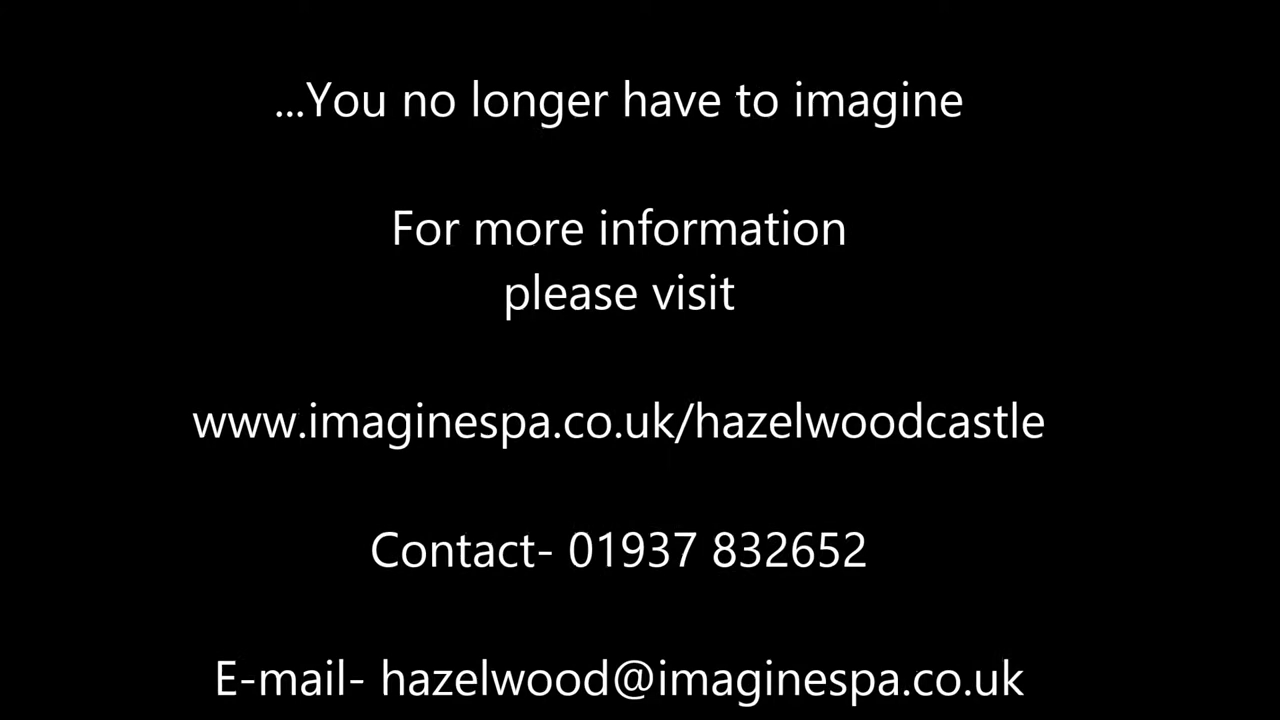 ...You no longer have to imagine
For more information
please visit
www.imaginespa.co.uk/hazelwoodcastle
Contact- 01937 832652
E-mail- hazelwood@imaginespa.co.uk